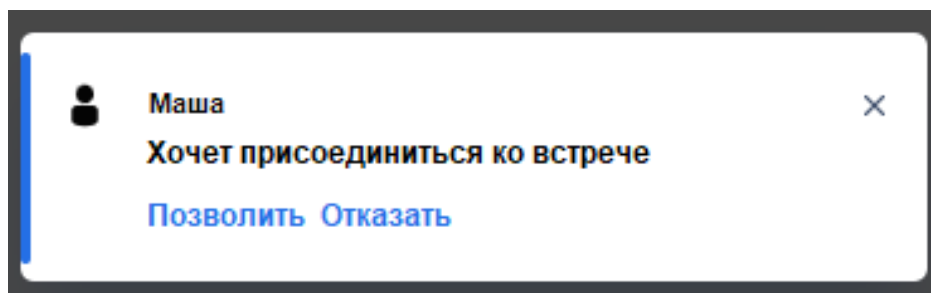 Маша
Хочет присоединиться ко встрече
Позволить Отказать